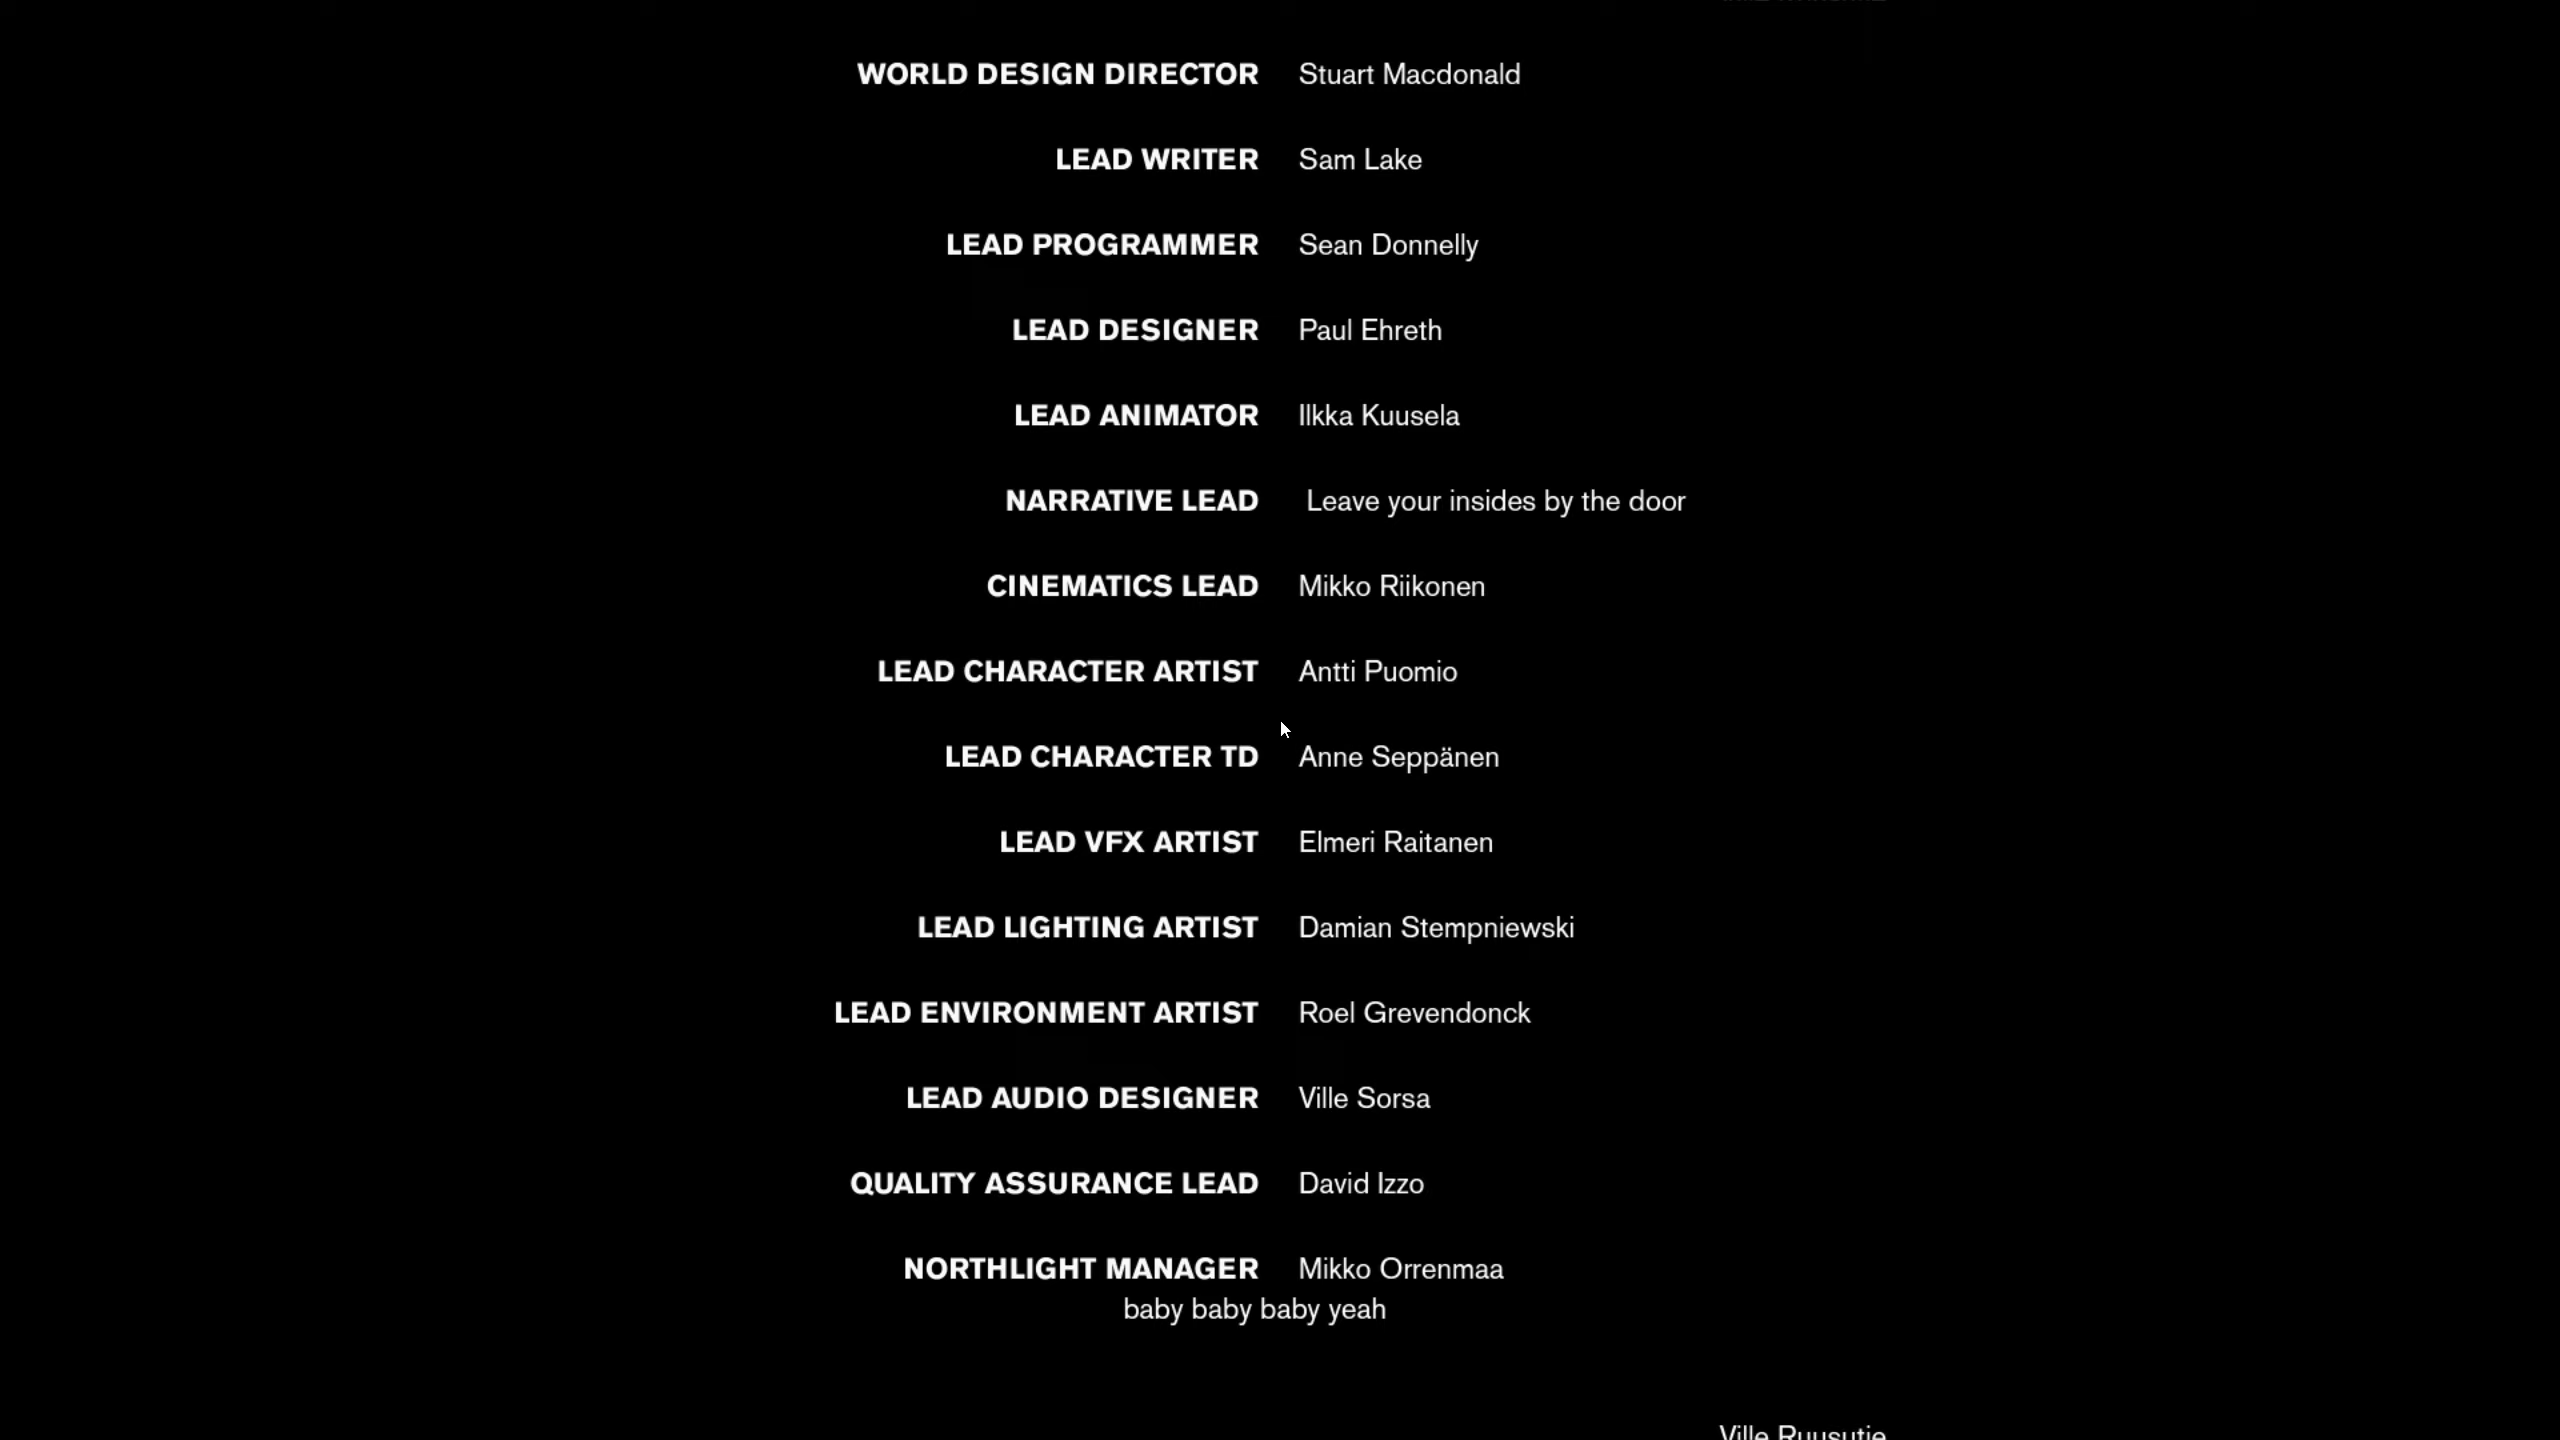 WORLD DESIGN DIRECTOR Stuart Macdonald
LEAD WRITER Sam Lake
LEAD PROGRAMMER Sean Donnelly
LEAD DESIGNER Paul Ehreth
LEAD ANIMATOR Ilkka Kuusela
NARRATIVE LEAD Leave your insides by the door
CINEMATICS LEAD Mikko Riikonen
LEAD CHARACTER ARTIST Antti Puomio
LEAD CHARACTER TD Anne Seppänen
LEAD VFX ARTIST Elmeri Raitanen
LEAD LIGHTING ARTIST Damian Stempniewski
LEAD ENVIRONMENT ARTIST Roel Grevendonck
LEAD AUDIO DESIGNER Ville Sorsa
QUALITY ASSURANCE LEAD David Izzo
NORTHLIGHT MANAGER Mikko Orrenmaa
baby baby baby yeah
Ville Ruusutie